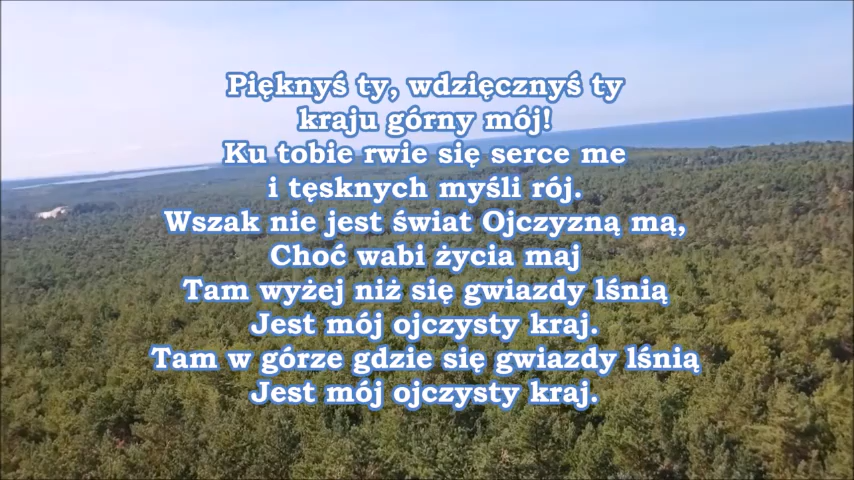 Pięknyś ty, wdzięcznyś ty
kraju górny mój!
Ku tobie rwie się serce me
i tęsknych myśli rój.
Wszak nie jest świat Ojczyzną mą,
Choć wabi życia maj
Tam wyżej niż się gwiazdy lśnią
Jest mój ojczysty kraj.
Tam w górze gdzie się gwiazdy lśnią
Jest mój ojczysty kraj.